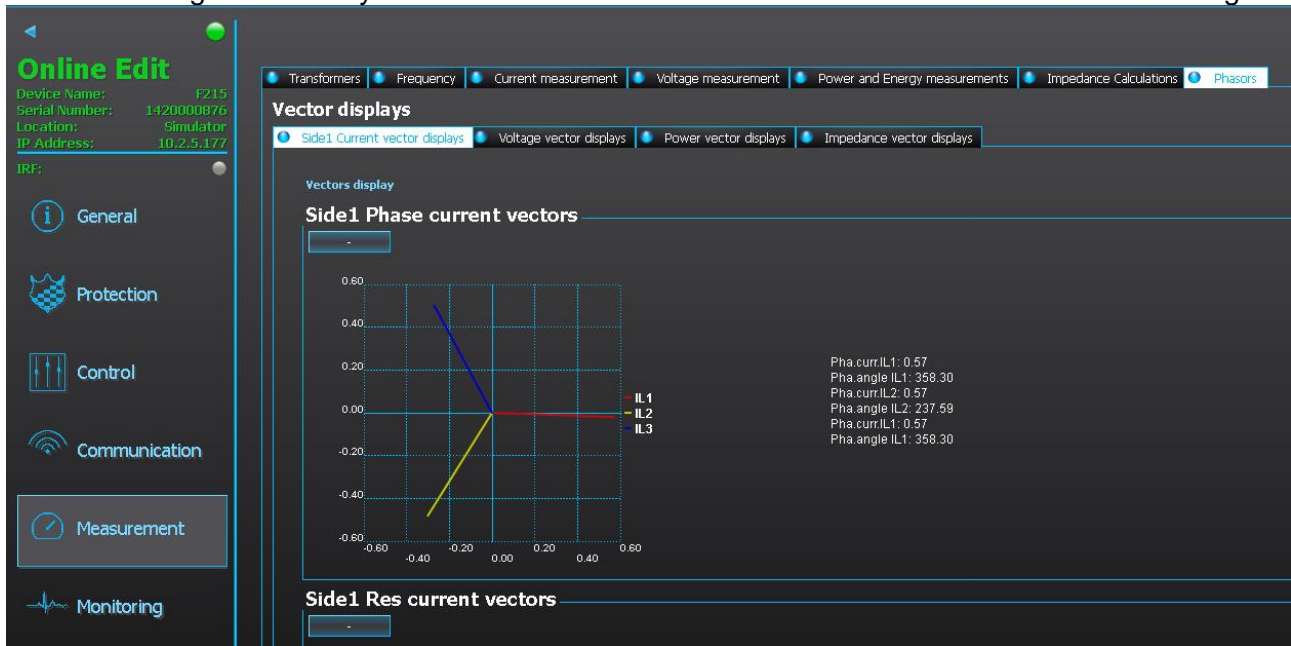 Online Edit
Device Name: F215
Serial Number: 1420000876
Location: Simulator
IP Address: 10.2.5.177
IRF:
General
Protection
Control
Communication
Measurement
Monitoring
Transformers Frequency Current measurement Voltage measurement Power and Energy measurements Impedance Calculations Phasors
Vector displays
Side1 Current vector displays Voltage vector displays Power vector displays Impedance vector displays
Vectors display
Side1 Phase current vectors
-
0.60
0.40
0.20
0.00
-0.20
-0.40
-0.60
-0.60 -0.40 -0.20 0.00 0.20 0.40 0.60
IL1
IL2
IL3
Pha.curr.IL1: 0.57
Pha.angle IL1: 358.30
Pha.curr.IL2: 0.57
Pha.angle IL2: 237.59
Pha.curr.IL1: 0.57
Pha.angle IL1: 358.30
Side1 Res current vectors
-